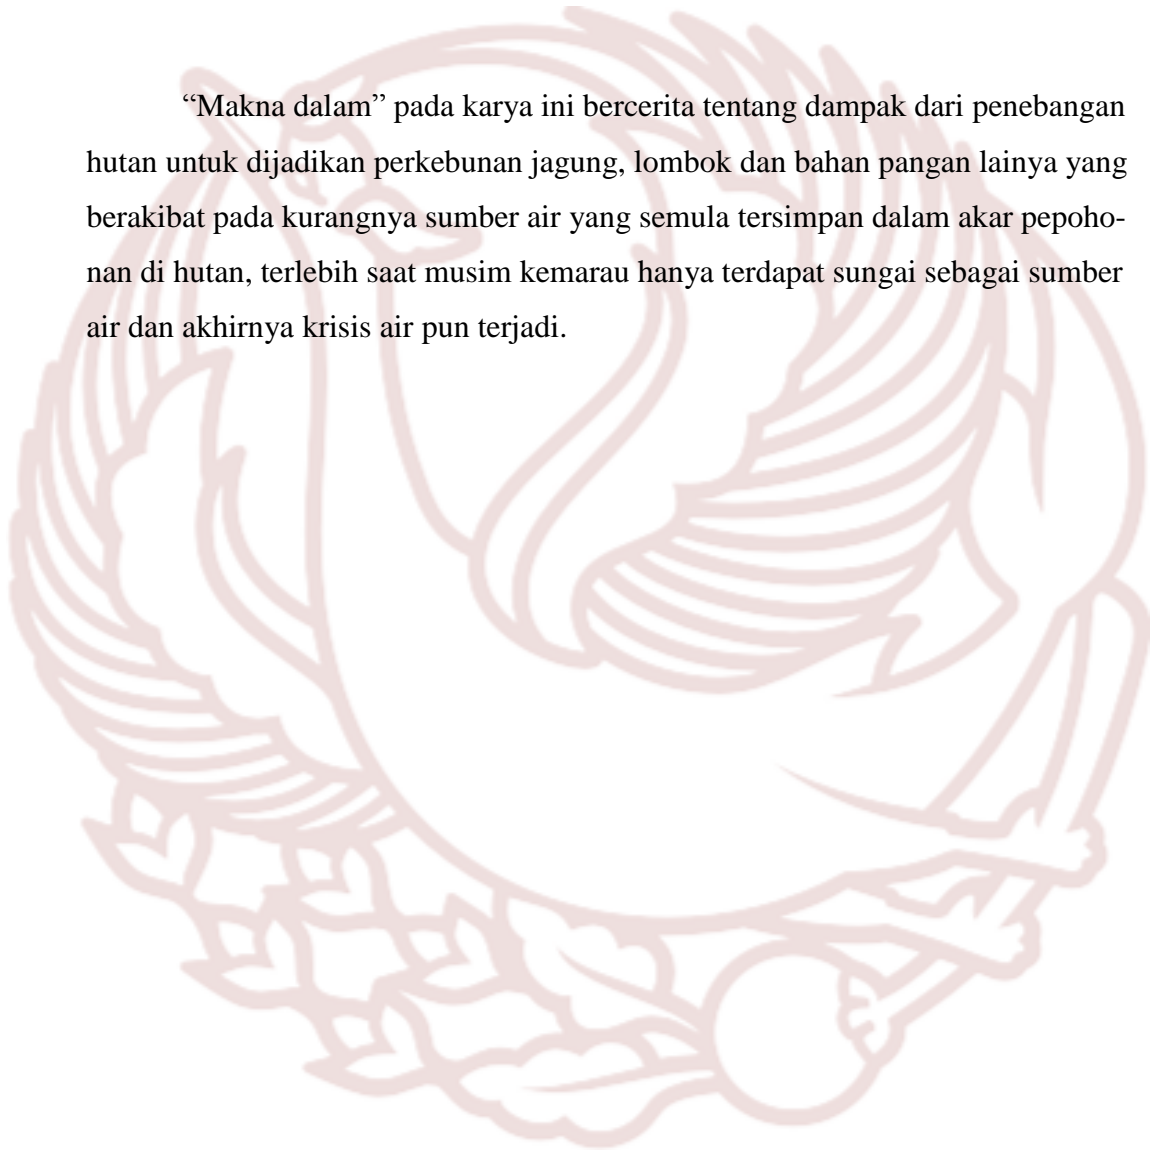 “Makna dalam” pada karya ini bercerita tentang dampak dari penebangan
hutan untuk dijadikan perkebunan jagung, lombok dan bahan pangan lainya yang
berakibat pada kurangnya sumber air yang semula tersimpan dalam akar pepoho-
nan di hutan, terlebih saat musim kemarau hanya terdapat sungai sebagai sumber
air dan akhirnya krisis air pun terjadi.